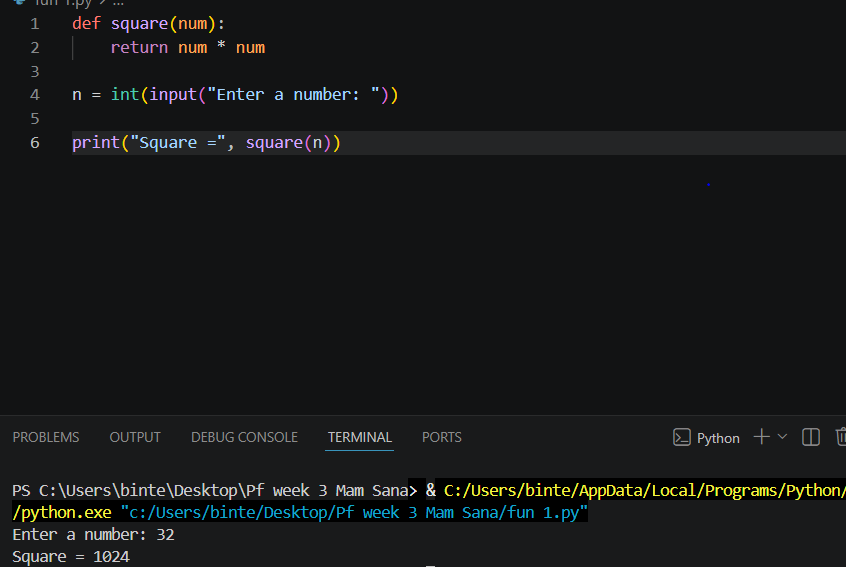 fun 1.py > ...
1 def square(num):
2     return num * num
3
4 n = int(input("Enter a number: "))
5
6 print("Square =", square(n))
PROBLEMS OUTPUT DEBUG CONSOLE TERMINAL PORTS Python
PS C:\Users\binte\Desktop\Pf week 3 Mam Sana> & C:/Users/binte/AppData/Local/Programs/Python/
/python.exe "c:/Users/binte/Desktop/Pf week 3 Mam Sana/fun 1.py"
Enter a number: 32
Square = 1024